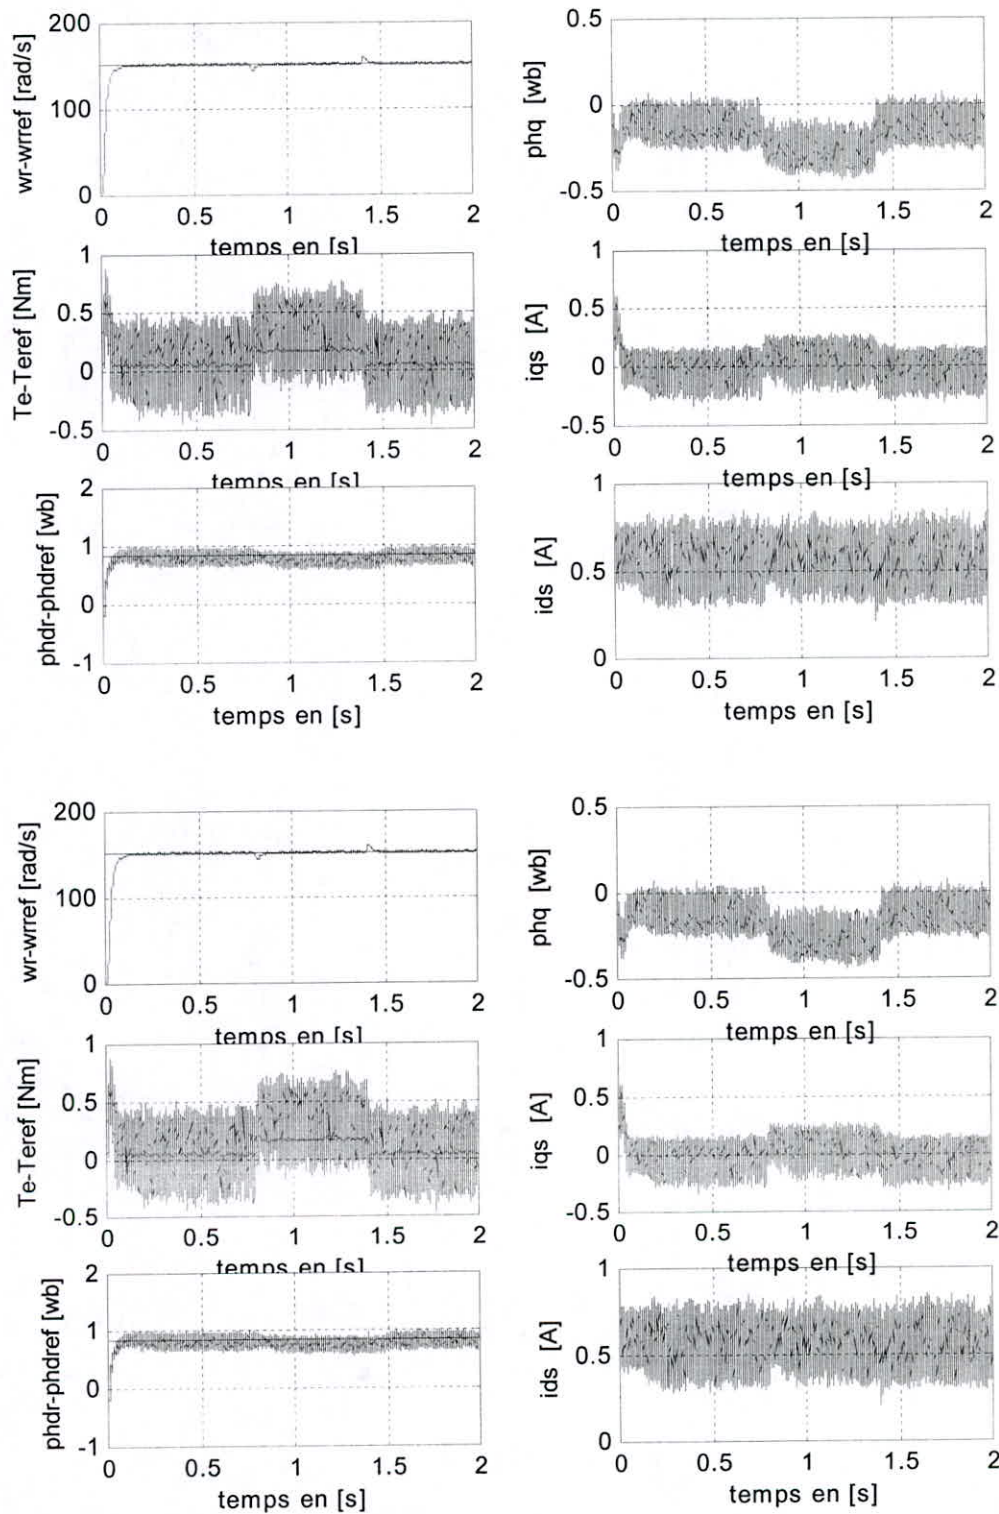 200
100
0
wr-wrref [rad/s]
0 0.5 1 1.5 2
temps en [s]
0.5
0
-0.5
phq [wb]
0 0.5 1 1.5 2
temps en [s]
1
0.5
0
-0.5
Te-Teref [Nm]
0 0.5 1 1.5 2
temps en [s]
1
0.5
0
-0.5
iqs [A]
0 0.5 1 1.5 2
temps en [s]
2
1
0
-1
phdr-phdref [wb]
0 0.5 1 1.5 2
temps en [s]
1
0.5
0
ids [A]
0 0.5 1 1.5 2
temps en [s]
200
100
0
wr-wrref [rad/s]
0 0.5 1 1.5 2
temps en [s]
0.5
0
-0.5
phq [wb]
0 0.5 1 1.5 2
temps en [s]
1
0.5
0
-0.5
Te-Teref [Nm]
0 0.5 1 1.5 2
temps en [s]
1
0.5
0
-0.5
iqs [A]
0 0.5 1 1.5 2
temps en [s]
2
1
0
-1
phdr-phdref [wb]
0 0.5 1 1.5 2
temps en [s]
1
0.5
0
ids [A]
0 0.5 1 1.5 2
temps en [s]